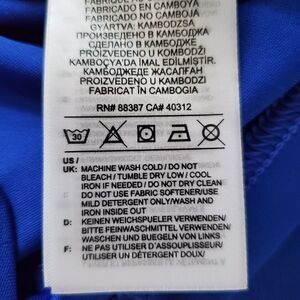 FABRICADO EN CAMBOYA
FABRICADO NO CAMBOJA
GYÁRTVA: KAMBODZSA
ПРОИЗВЕДЕНО В КАМБОДЖА
СДЕЛАНО В КАМБОДЖЕ
PROIZVEDENO U KOMBODŽI
KAMBOÇYA'DA İMAL EDİLMİŞTİR.
КАМБОДЖЕДЕ ЖАСАЛҒАН
PROIZVEDENO U KAMBODŽI
FABRICAT ÎN CAMBOGIA
RN# 88387 CA# 40312
30
US /
UK: MACHINE WASH COLD / DO NOT
BLEACH / TUMBLE DRY LOW / COOL
IRON IF NEEDED / DO NOT DRY CLEAN
DO NOT USE FABRIC SOFTENER/USE
MILD DETERGENT ONLY/WASH AND
IRON INSIDE OUT
D: KEINEN WEICHSPUELER VERWENDEN/
BITTE FEINWASCHMITTEL VERWENDEN/
WASCHEN UND BUEGELN VON LINKS
F: NE PAS UTILISER D'ASSOUPLISSEUR/
UTILISER UN DÉTERGENT DOUX/